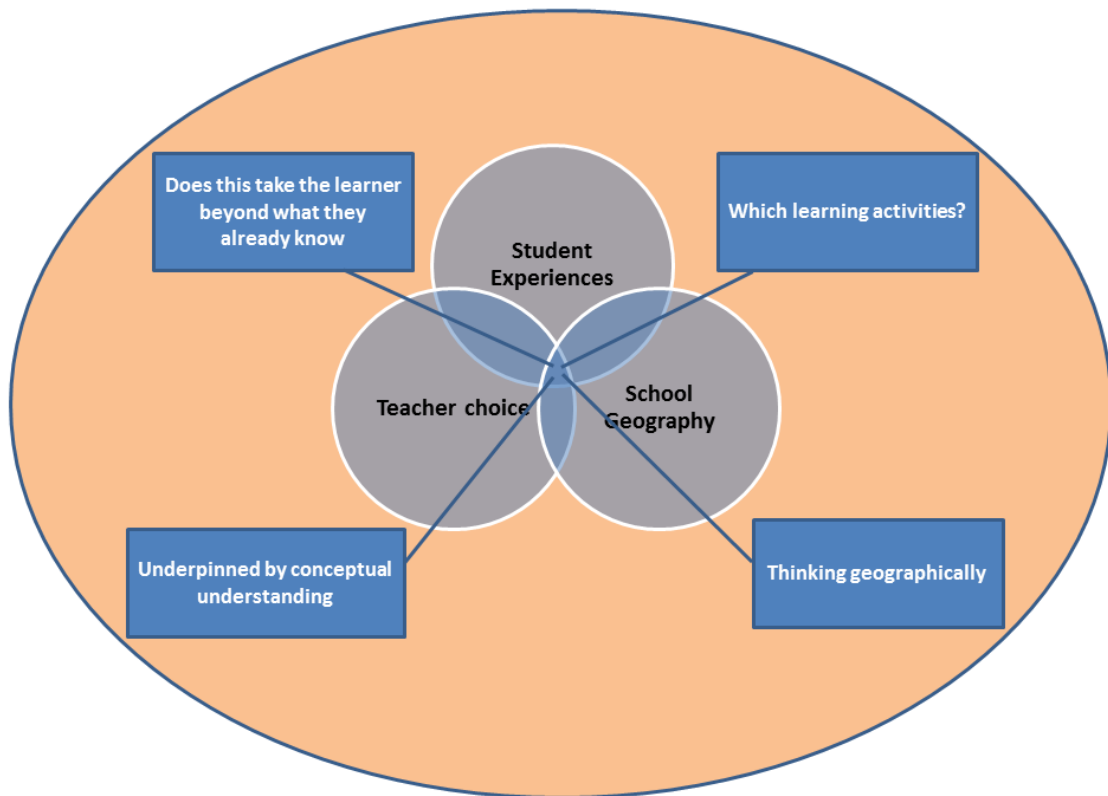 Does this take the learner
beyond what they
already know
Which learning activities?
Student
Experiences
Teacher choice
School
Geography
Underpinned by conceptual
understanding
Thinking geographically